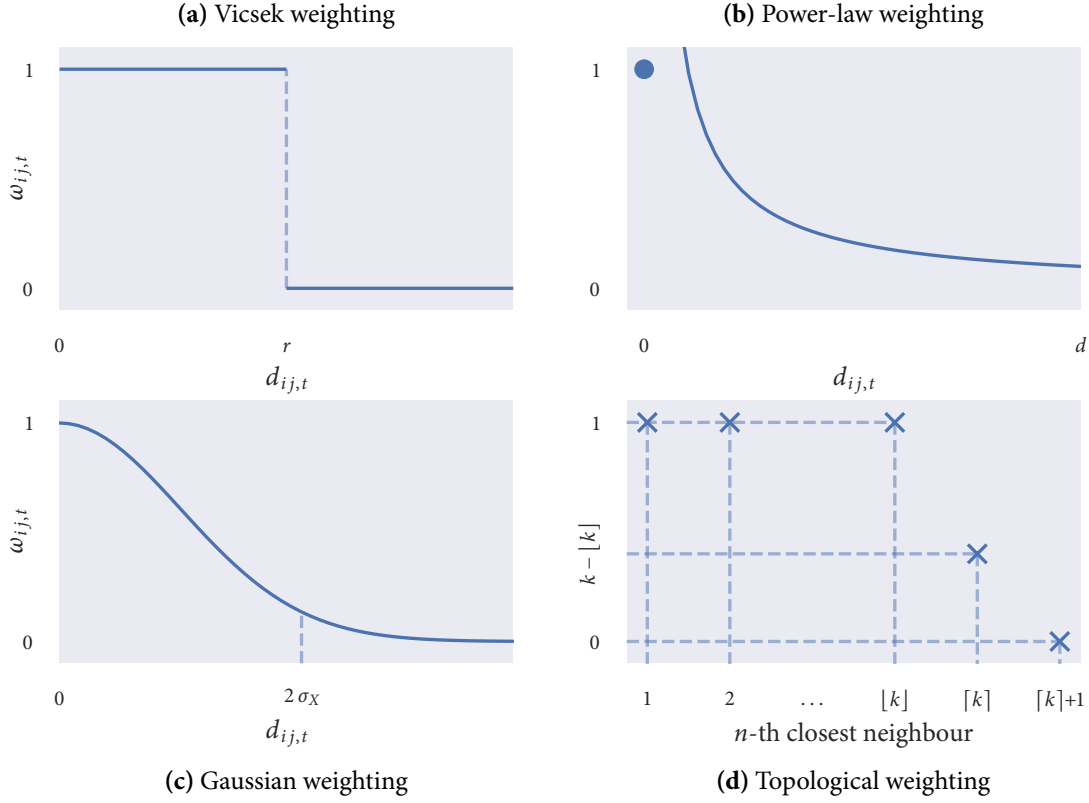 (a) Vicsek weighting
1
ω_{ij,t}
0
0 r
d_{ij,t}
(b) Power-law weighting
1
0
0 d
d_{ij,t}
1
ω_{ij,t}
0
0 2 σ_X
d_{ij,t}
(c) Gaussian weighting
1
k − ⌊k⌋
0
1 2 … ⌊k⌋ ⌈k⌉ ⌈k⌉+1
n-th closest neighbour
(d) Topological weighting